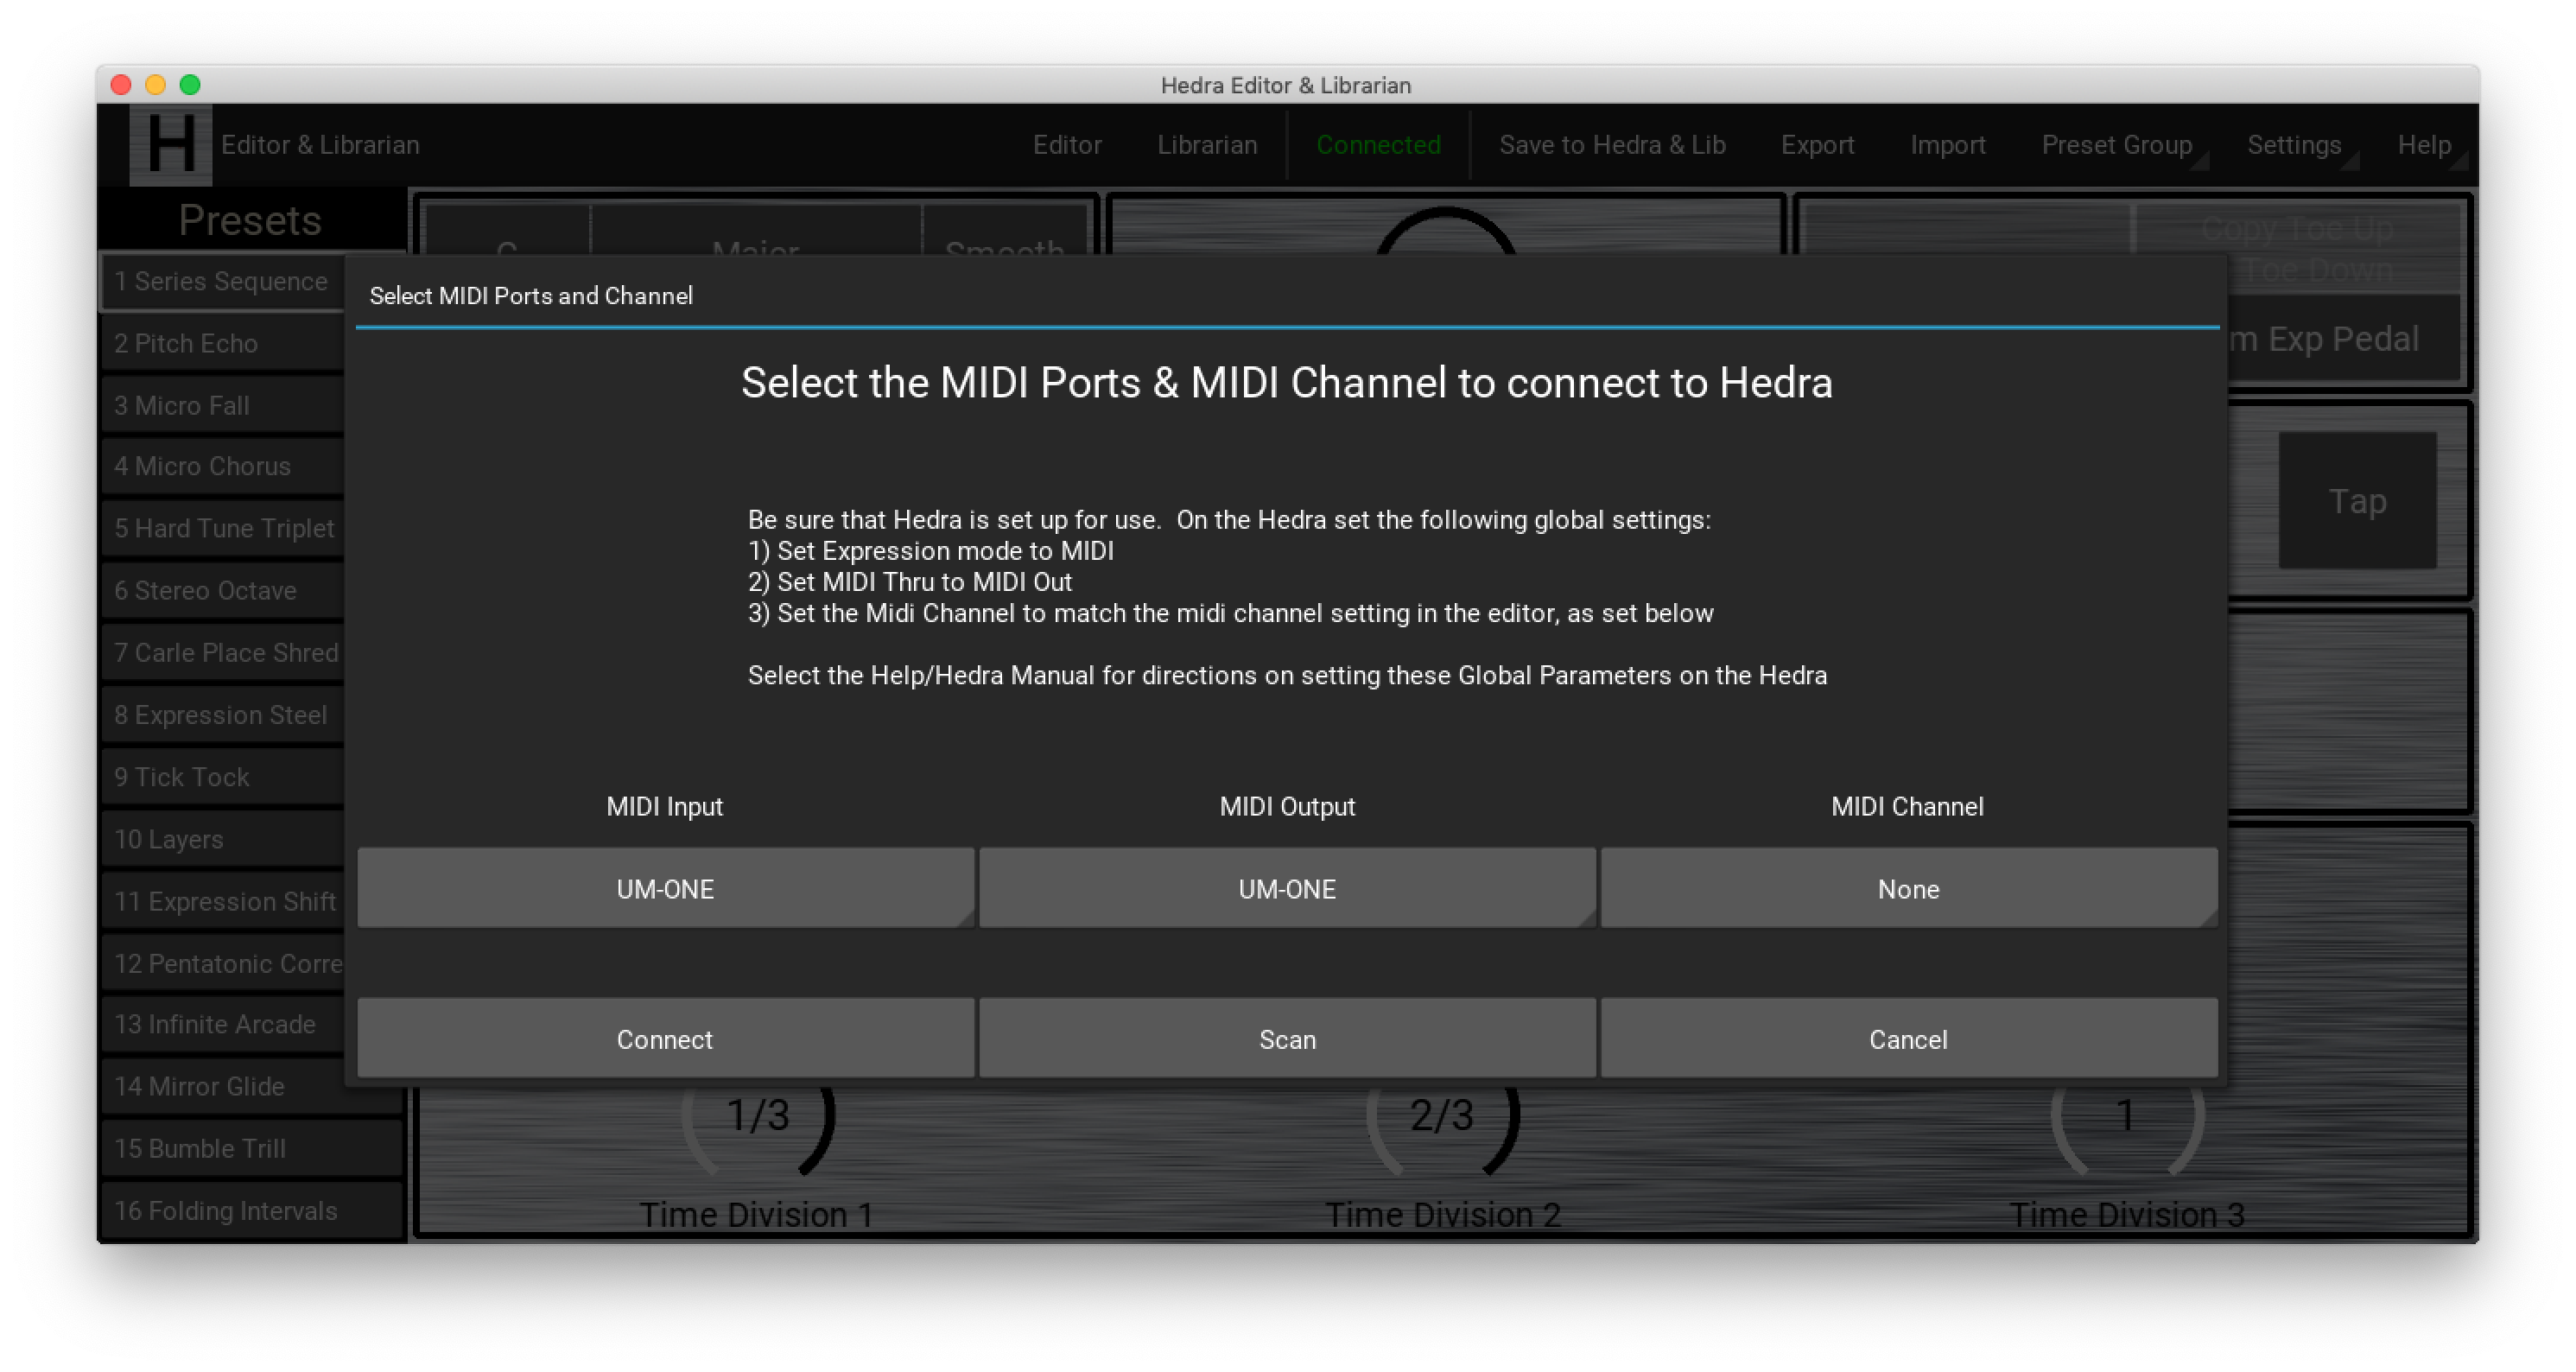 Hedra Editor & Librarian
H
Editor & Librarian
Editor
Librarian
Connected
Save to Hedra & Lib
Export
Import
Preset Group
Settings
Help
Presets
1 Series Sequence
2 Pitch Echo
3 Micro Fall
4 Micro Chorus
5 Hard Tune Triplet
6 Stereo Octave
7 Carle Place Shred
8 Expression Steel
9 Tick Tock
10 Layers
11 Expression Shift
12 Pentatonic Corre
13 Infinite Arcade
14 Mirror Glide
15 Bumble Trill
16 Folding Intervals
C
Major
Smooth
Copy Toe Up
Toe Down
m Exp Pedal
Tap
Select MIDI Ports and Channel
Select the MIDI Ports & MIDI Channel to connect to Hedra
Be sure that Hedra is set up for use.  On the Hedra set the following global settings:
1) Set Expression mode to MIDI
2) Set MIDI Thru to MIDI Out
3) Set the Midi Channel to match the midi channel setting in the editor, as set below
Select the Help/Hedra Manual for directions on setting these Global Parameters on the Hedra
MIDI Input
MIDI Output
MIDI Channel
UM-ONE
UM-ONE
None
Connect
Scan
Cancel
1/3
2/3
1
Time Division 1
Time Division 2
Time Division 3